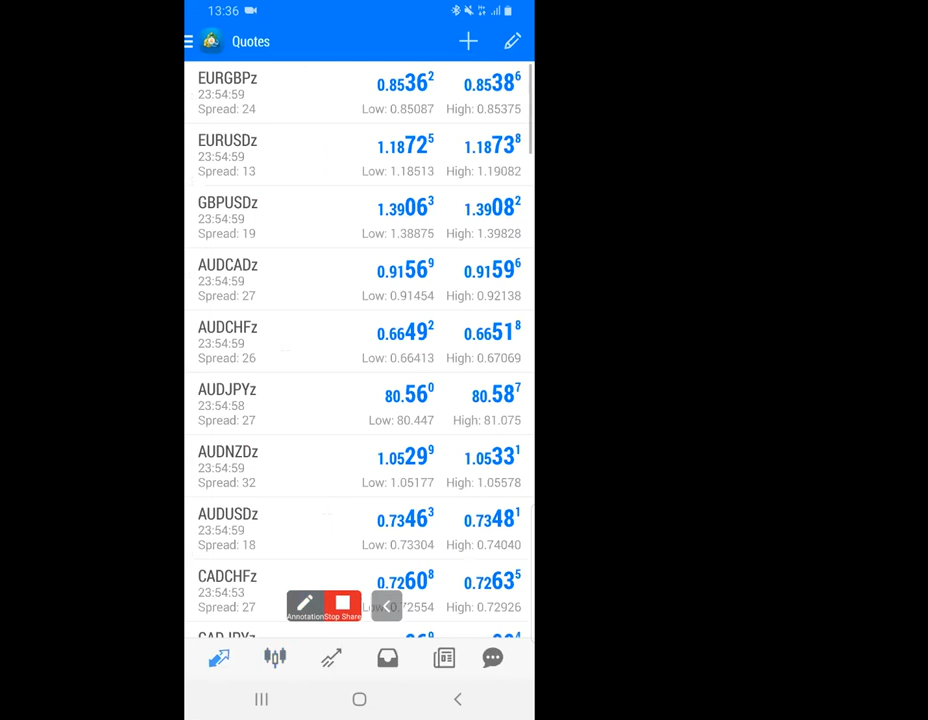 13:36
Quotes
EURGBPz 0.85362 0.85386
23:54:59
Spread: 24 Low: 0.85087 High: 0.85375
EURUSDz 1.18725 1.18738
23:54:59
Spread: 13 Low: 1.18513 High: 1.19082
GBPUSDz 1.39063 1.39082
23:54:59
Spread: 19 Low: 1.38875 High: 1.39828
AUDCADz 0.91569 0.91596
23:54:59
Spread: 27 Low: 0.91454 High: 0.92138
AUDCHFz 0.66492 0.66518
23:54:59
Spread: 26 Low: 0.66413 High: 0.67069
AUDJPYz 80.560 80.587
23:54:58
Spread: 27 Low: 80.447 High: 81.075
AUDNZDz 1.05299 1.05331
23:54:59
Spread: 32 Low: 1.05177 High: 1.05578
AUDUSDz 0.73463 0.73481
23:54:59
Spread: 18 Low: 0.73304 High: 0.74040
CADCHFz 0.72608 0.72635
23:54:53
Spread: 27 Low: 0.72554 High: 0.72926
Annotation Stop Share